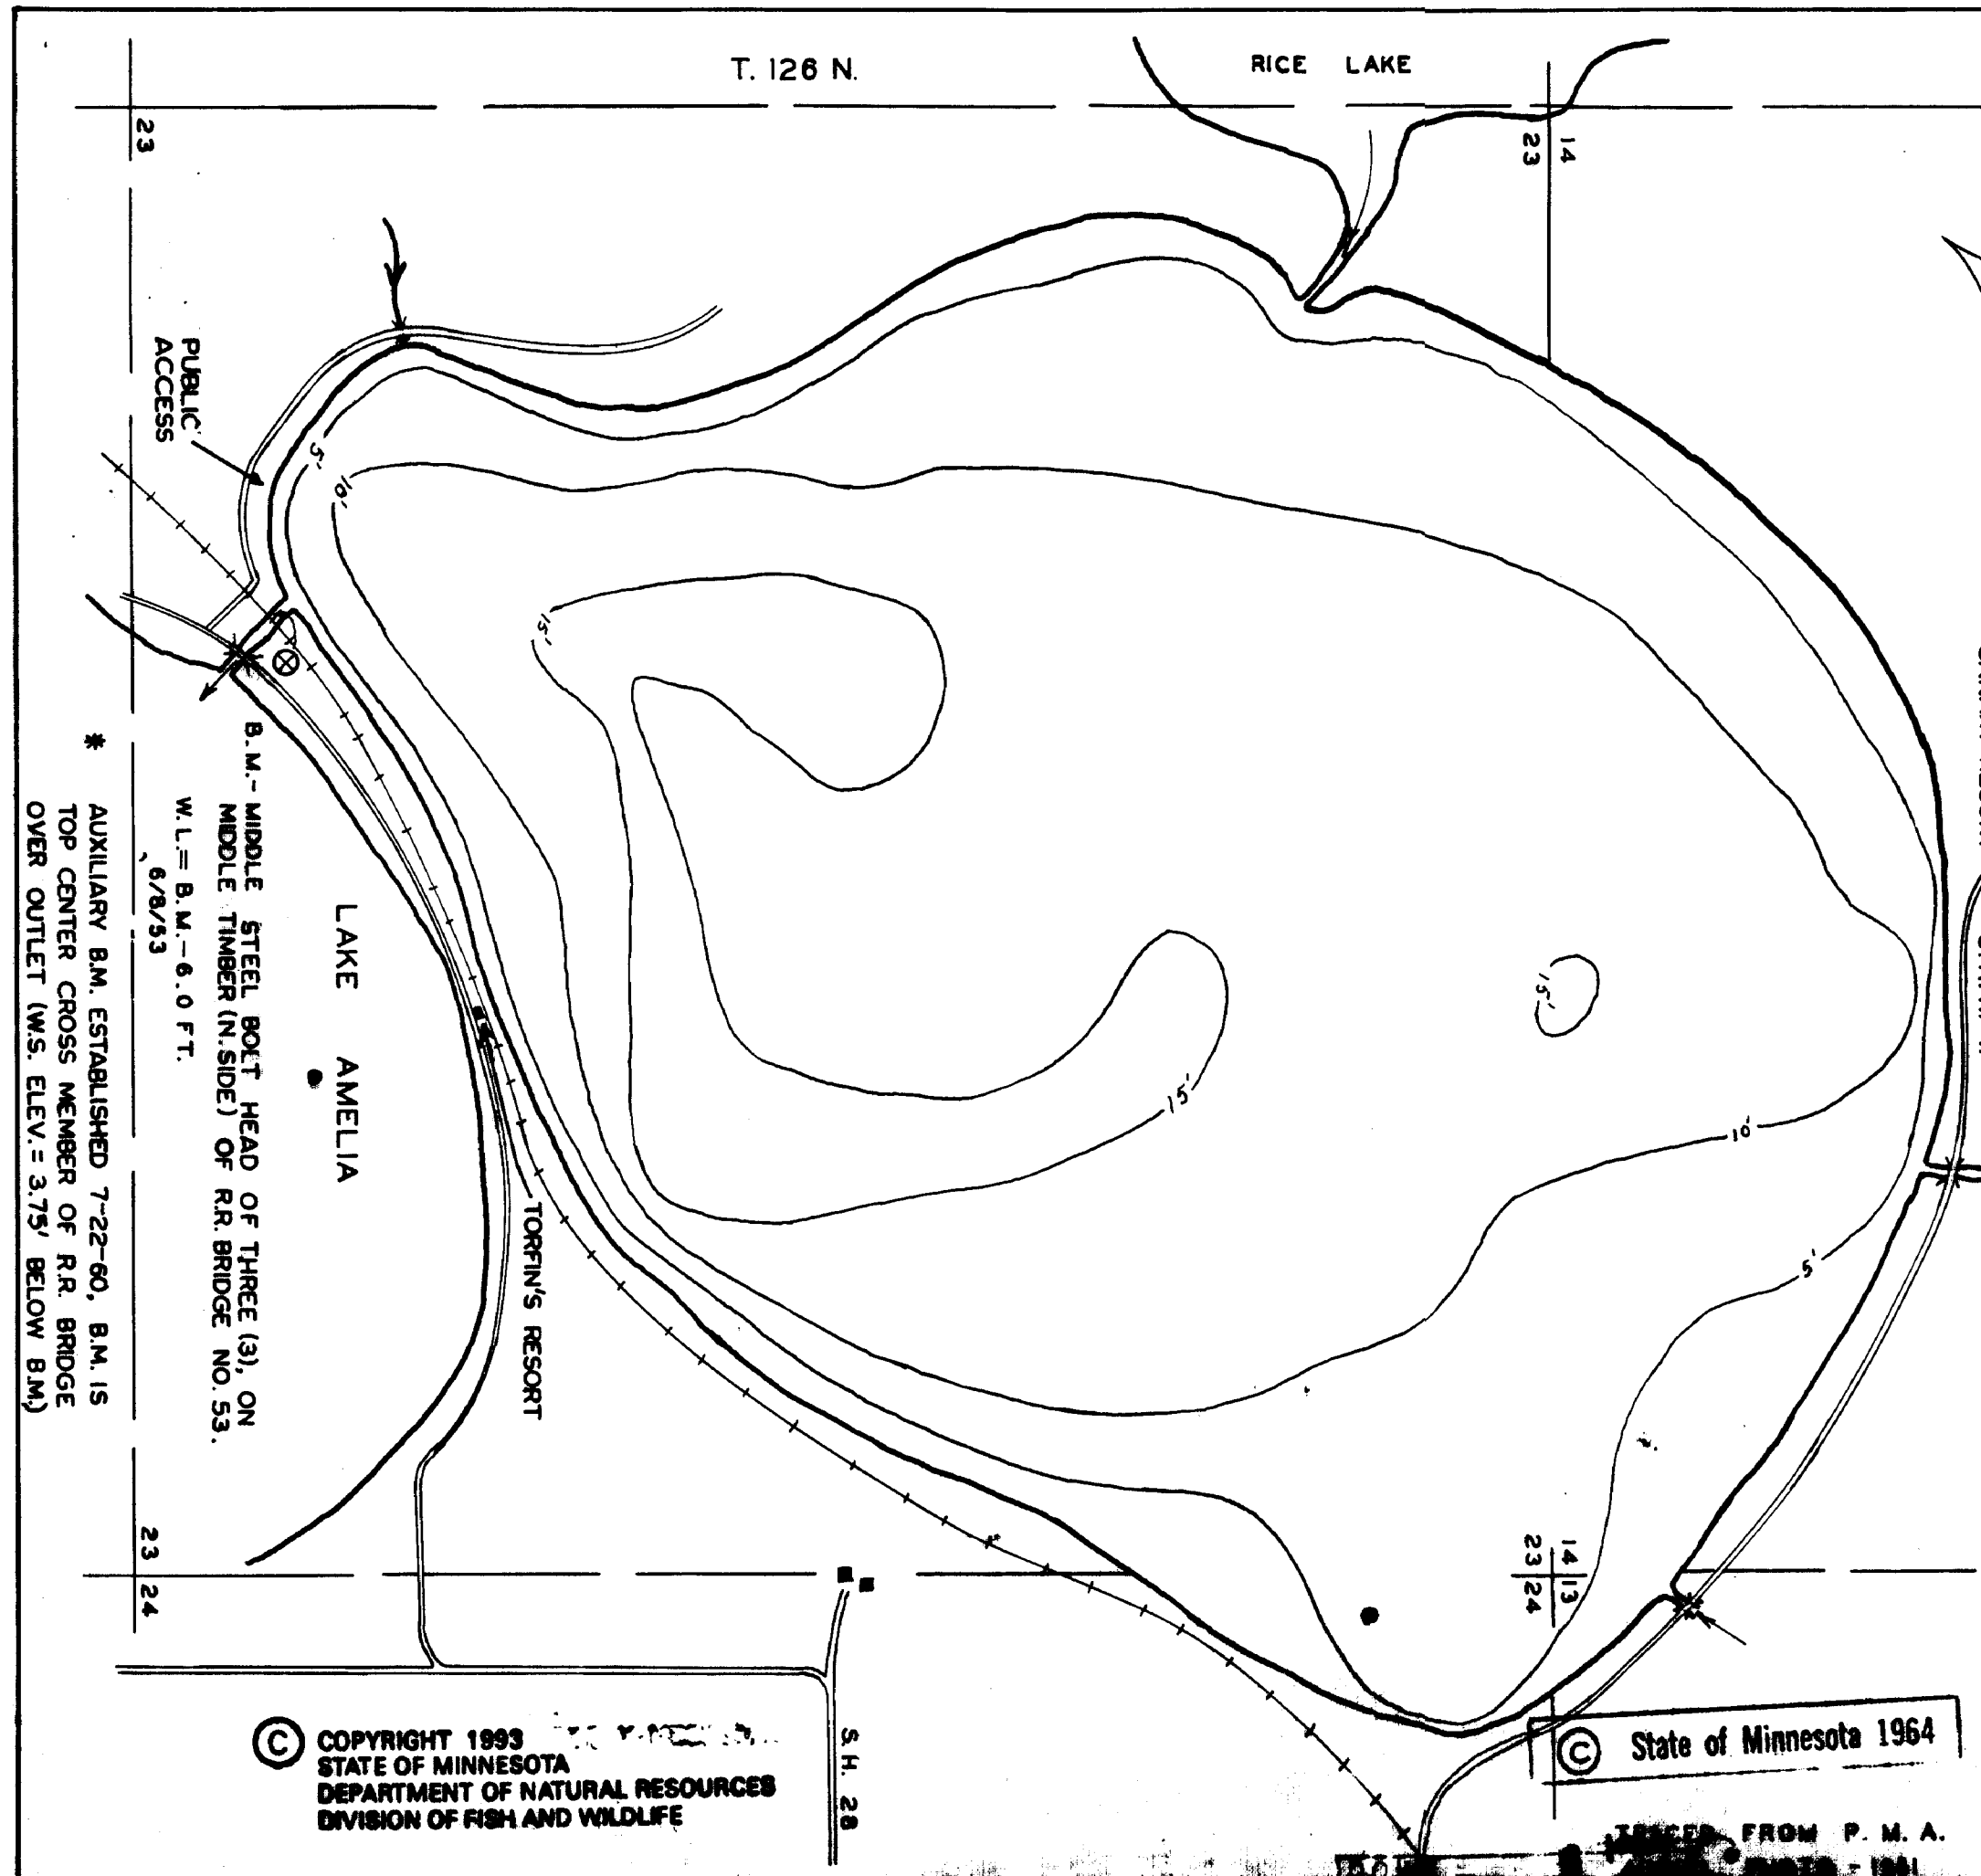 T. 126 N.
RICE LAKE
23
14
23
PUBLIC
ACCESS
5'
10'
15'
15'
15'
10'
5'
B.M.- MIDDLE STEEL BOLT HEAD OF THREE (3), ON
MIDDLE TIMBER (N. SIDE) OF R.R. BRIDGE NO. 53.
W. L. = B. M. - 6.0 FT.
6/8/53
* AUXILIARY B.M. ESTABLISHED 7-22-60, B.M. IS
TOP CENTER CROSS MEMBER OF R.R. BRIDGE
OVER OUTLET (W.S. ELEV. = 3.75' BELOW B.M.)
LAKE AMELIA
TORFIN'S RESORT
23
24
14 13
23 24
S. H. 28
© COPYRIGHT 1993
STATE OF MINNESOTA
DEPARTMENT OF NATURAL RESOURCES
DIVISION OF FISH AND WILDLIFE
© State of Minnesota 1964
TRACED FROM P. M. A.